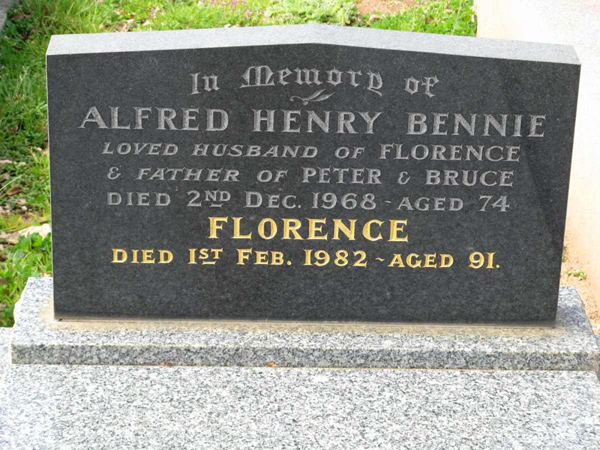 In Memory of
ALFRED HENRY BENNIE
LOVED HUSBAND OF FLORENCE
& FATHER OF PETER & BRUCE
DIED 2ND DEC. 1968 - AGED 74
FLORENCE
DIED 1ST FEB. 1982 ~ AGED 91.